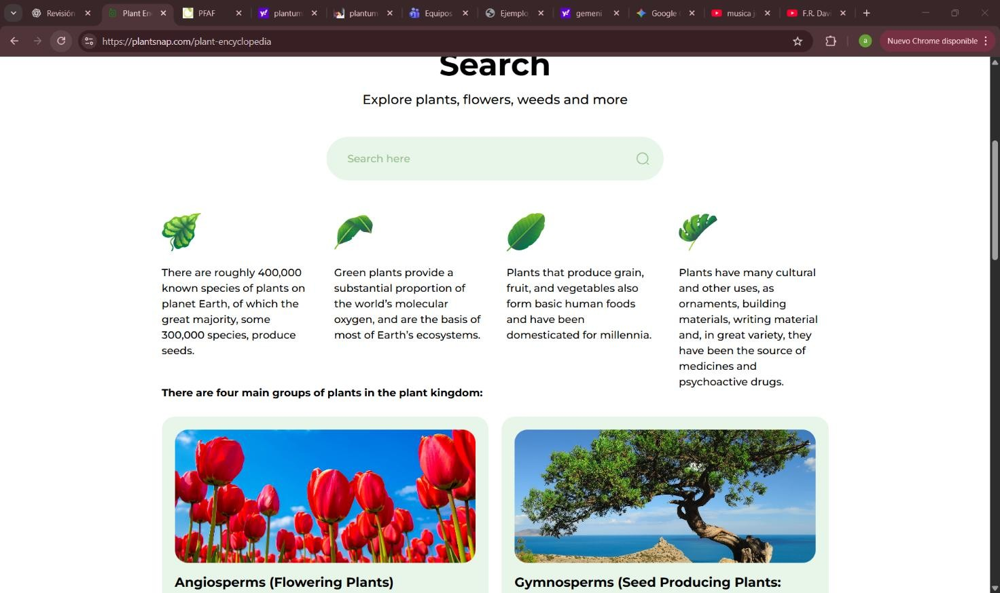 Revisión
Plant En
PFAF
plantum
plantum
Equipos
Ejemplo
gemeni
Google
musica j
F.R. Davi
https://plantsnap.com/plant-encyclopedia
a
Nuevo Chrome disponible
Search
Explore plants, flowers, weeds and more
Search here
There are roughly 400,000
known species of plants on
planet Earth, of which the
great majority, some
300,000 species, produce
seeds.
Green plants provide a
substantial proportion of
the world’s molecular
oxygen, and are the basis of
most of Earth’s ecosystems.
Plants that produce grain,
fruit, and vegetables also
form basic human foods
and have been
domesticated for millennia.
Plants have many cultural
and other uses, as
ornaments, building
materials, writing material
and, in great variety, they
have been the source of
medicines and
psychoactive drugs.
There are four main groups of plants in the plant kingdom:
Angiosperms (Flowering Plants)
Gymnosperms (Seed Producing Plants: